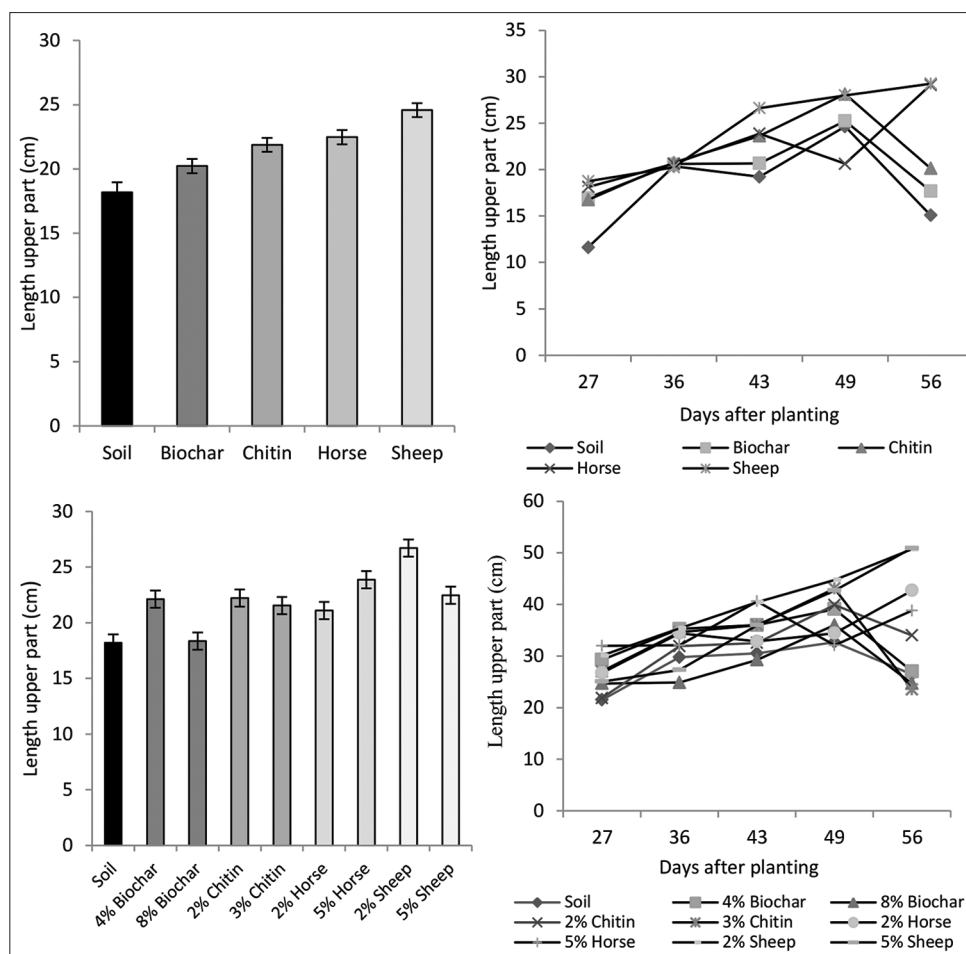 Length upper part (cm)
30
25
20
15
10
5
0
Soil Biochar Chitin Horse Sheep
Length upper part (cm)
35
30
25
20
15
10
5
0
27 36 43 49 56
Days after planting
Soil Biochar Chitin
Horse Sheep
Length upper part (cm)
30
25
20
15
10
5
0
Soil
4% Biochar
8% Biochar
2% Chitin
3% Chitin
2% Horse
5% Horse
2% Sheep
5% Sheep
Length upper part (cm)
60
50
40
30
20
10
0
27 36 43 49 56
Days after planting
Soil 4% Biochar 8% Biochar
2% Chitin 3% Chitin 2% Horse
5% Horse 2% Sheep 5% Sheep